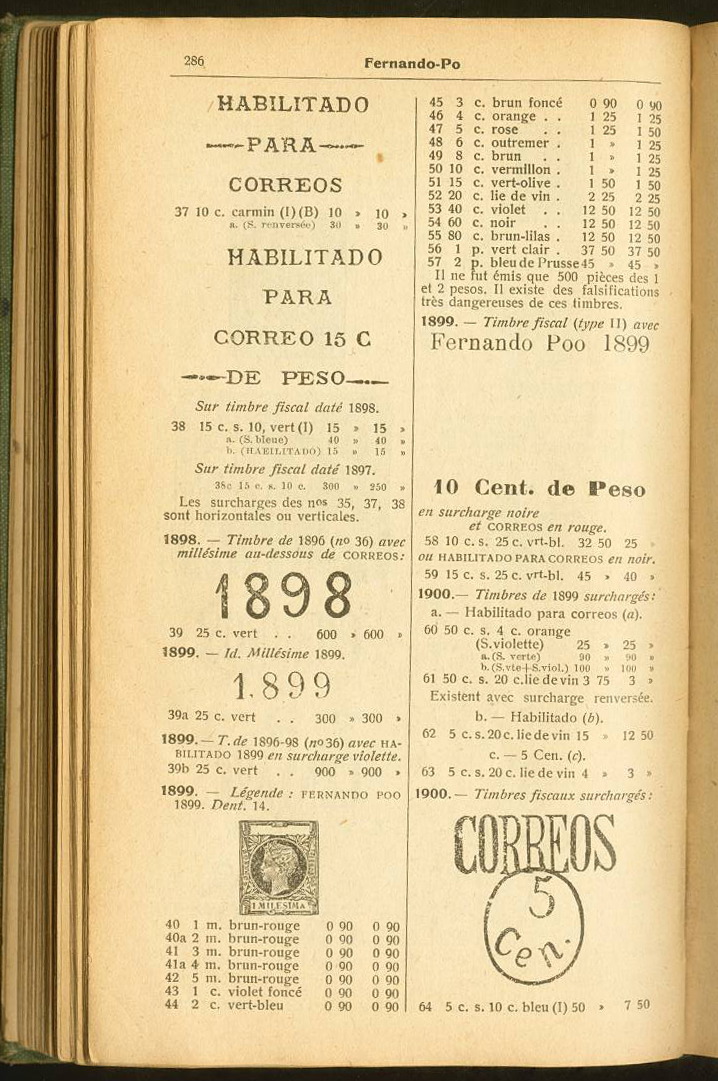 286
Fernando-Po
HABILITADO
PARA
CORREOS
37 10 c. carmin (I) (B) 10 » 10 »
a. (S. renversée) 30 » 30 »
HABILITADO
PARA
CORREO 15 C
DE PESO
Sur timbre fiscal daté 1898.
38 15 c. s. 10, vert (I) 15 » 15 »
a. (S. bleue) 40 » 40 »
b. (HAEILITADO) 15 » 15 »
Sur timbre fiscal daté 1897.
38c 15 c. s. 10 c. 300 » 250 »
Les surcharges des nos 35, 37, 38
sont horizontales ou verticales.
1898. — Timbre de 1896 (no 36) avec
millésime au-dessous de CORREOS :
1898
39 25 c. vert . . 600 » 600 »
1899. — Id. Millésime 1899.
1.899
39a 25 c. vert . . 300 » 300 »
1899. — T. de 1896-98 (no 36) avec HA-
BILITADO 1899 en surcharge violette.
39b 25 c. vert . . 900 » 900 »
1899. — Légende : FERNANDO POO
1899. Dent. 14.
1 MILESIMA
40 1 m. brun-rouge 0 90 0 90
40a 2 m. brun-rouge 0 90 0 90
41 3 m. brun-rouge 0 90 0 90
41a 4 m. brun-rouge 0 90 0 90
42 5 m. brun-rouge 0 90 0 90
43 1 c. violet foncé 0 90 0 90
44 2 c. vert-bleu 0 90 0 90
45 3 c. brun foncé 0 90 0 90
46 4 c. orange . . 1 25 1 25
47 5 c. rose . . 1 25 1 50
48 6 c. outremer . 1 » 1 25
49 8 c. brun . . 1 » 1 25
50 10 c. vermillon . 1 » 1 25
51 15 c. vert-olive . 1 50 1 50
52 20 c. lie de vin . 2 25 2 25
53 40 c. violet . . 12 50 12 50
54 60 c. noir . . 12 50 12 50
55 80 c. brun-lilas . 12 50 12 50
56 1 p. vert clair . 37 50 37 50
57 2 p. bleu de Prusse 45 » 45 »
Il ne fut émis que 500 pièces des 1
et 2 pesos. Il existe des falsifications
très dangereuses de ces timbres.
1899. — Timbre fiscal (type II) avec
Fernando Poo 1899
10 Cent. de Peso
en surcharge noire
et CORREOS en rouge.
58 10 c. s. 25 c. vrt-bl. 32 50 25 »
ou HABILITADO PARA CORREOS en noir.
59 15 c. s. 25 c. vrt-bl. 45 » 40 »
1900. — Timbres de 1899 surchargés :
a. — Habilitado para correos (a).
60 50 c. s. 4 c. orange
(S. violette) 25 » 25 »
a. (S. verte) 90 » 90 »
b. (S.vte+S.viol.) 100 » 100 »
61 50 c. s. 20 c. lie de vin 3 75 3 »
Existent avec surcharge renversée.
b. — Habilitado (b).
62 5 c. s. 20 c. lie de vin 15 » 12 50
c. — 5 Cen. (c).
63 5 c. s. 20 c. lie de vin 4 » 3 »
1900. — Timbres fiscaux surchargés :
CORREOS
5
Cen.
64 5 c. s. 10 c. bleu (I) 50 » 7 50